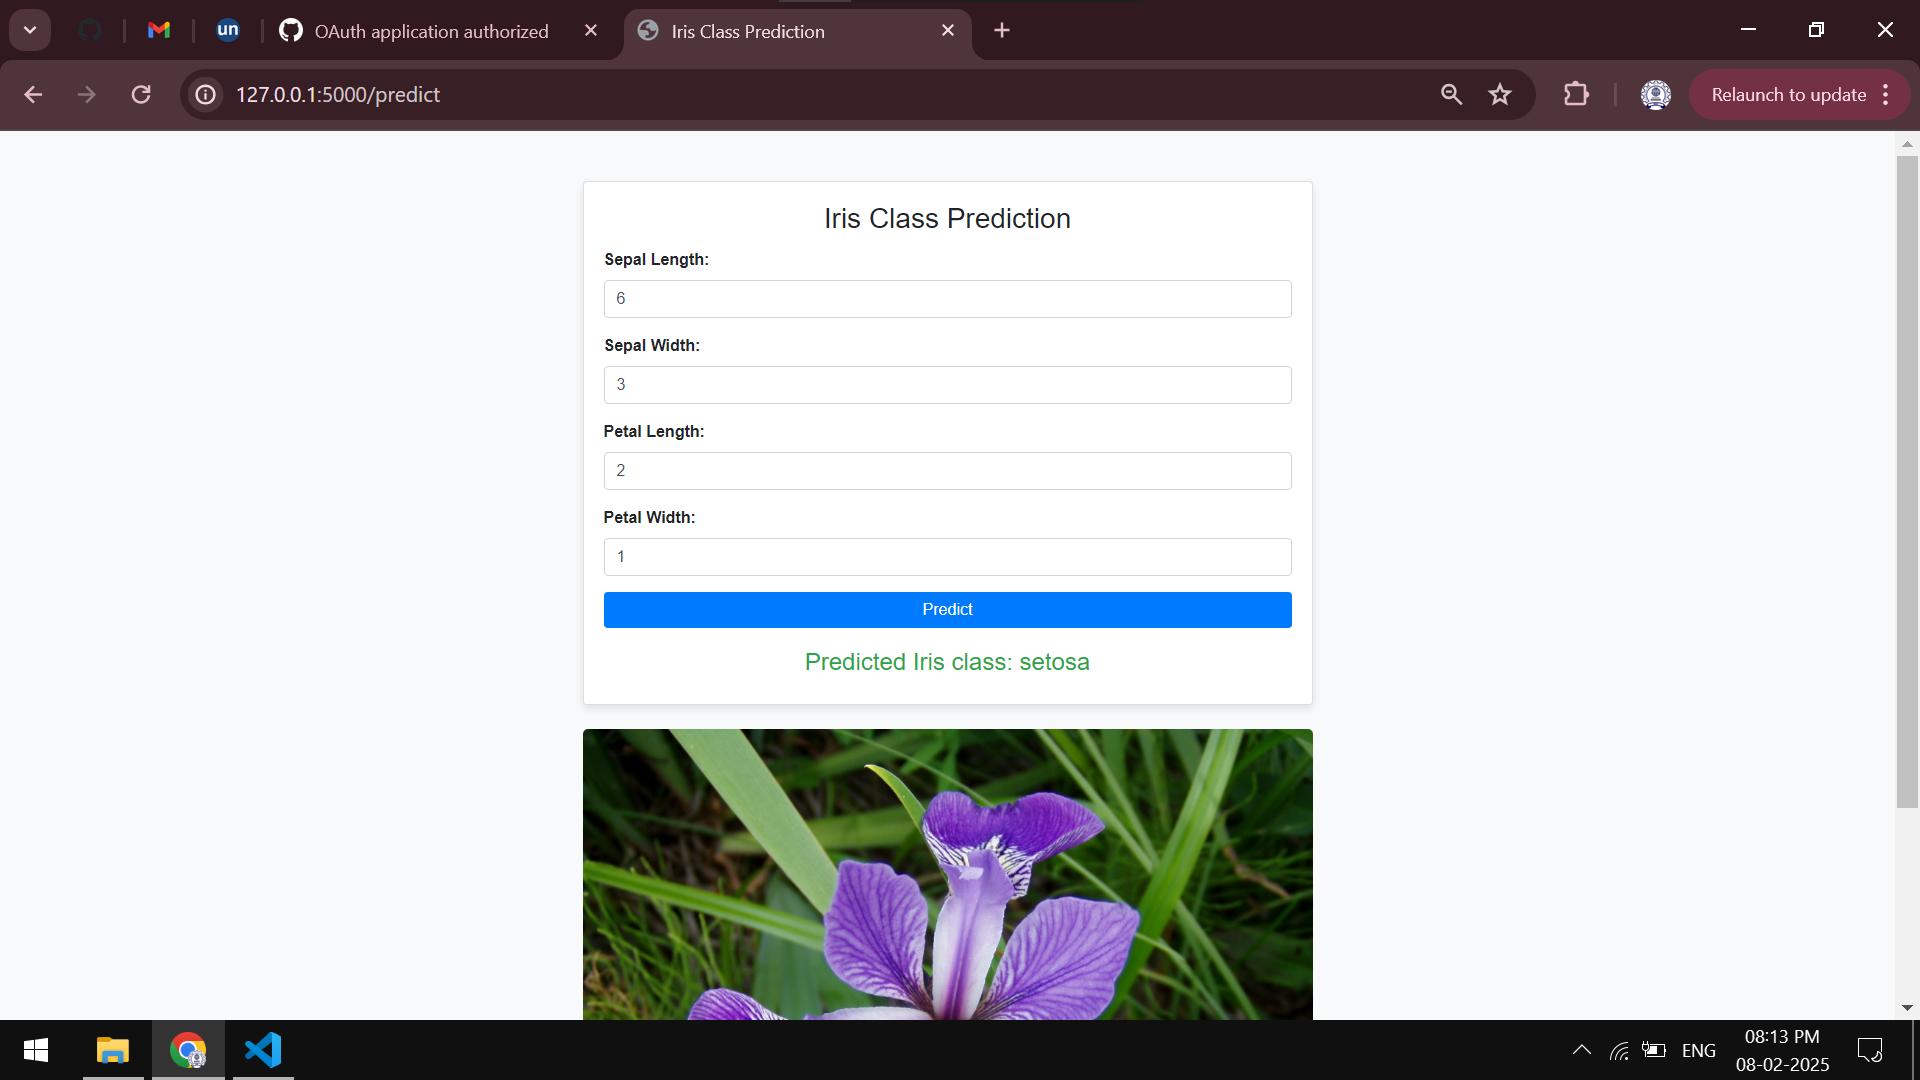 un
OAuth application authorized
Iris Class Prediction
127.0.0.1:5000/predict
Relaunch to update
Iris Class Prediction
Sepal Length:
6
Sepal Width:
3
Petal Length:
2
Petal Width:
1
Predict
Predicted Iris class: setosa
ENG
08:13 PM
08-02-2025